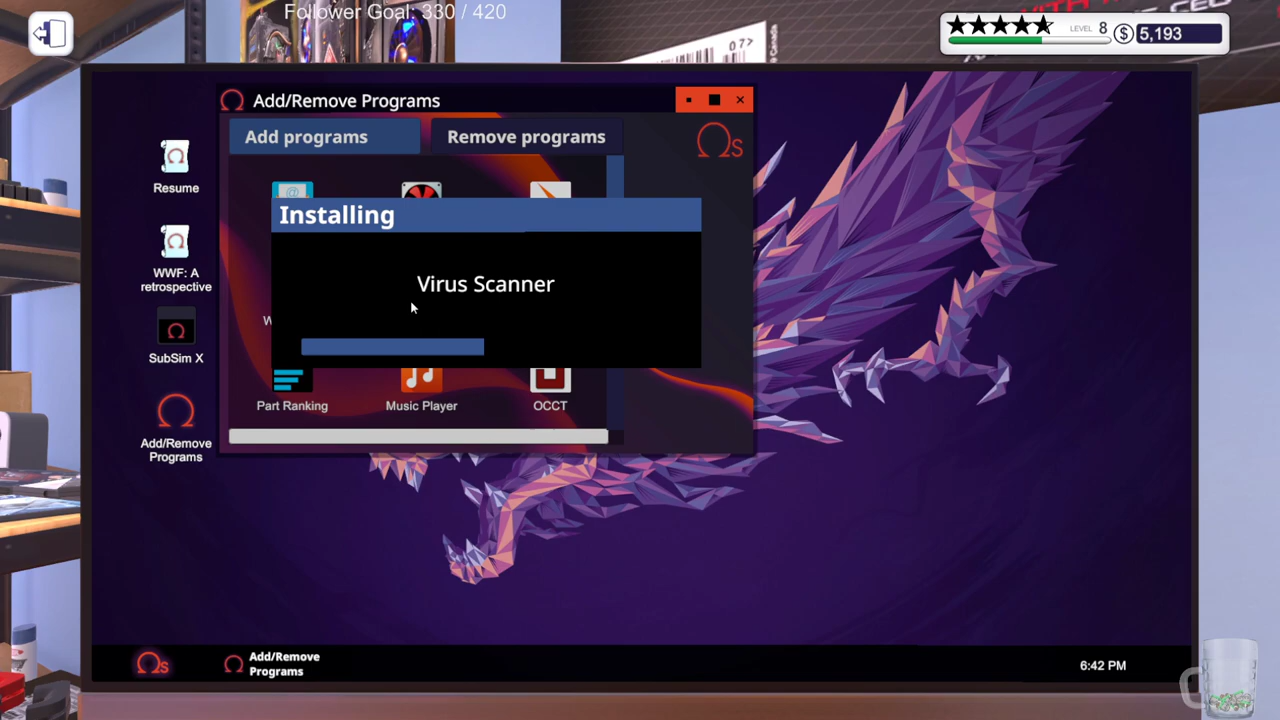 Follower Goal: 330 / 420
LEVEL 8
$ 5,193
Add/Remove Programs
Add programs
Remove programs
Installing
Virus Scanner
Part Ranking
Music Player
OCCT
Resume
WWF: A
retrospective
SubSim X
Add/Remove
Programs
Add/Remove
Programs
6:42 PM